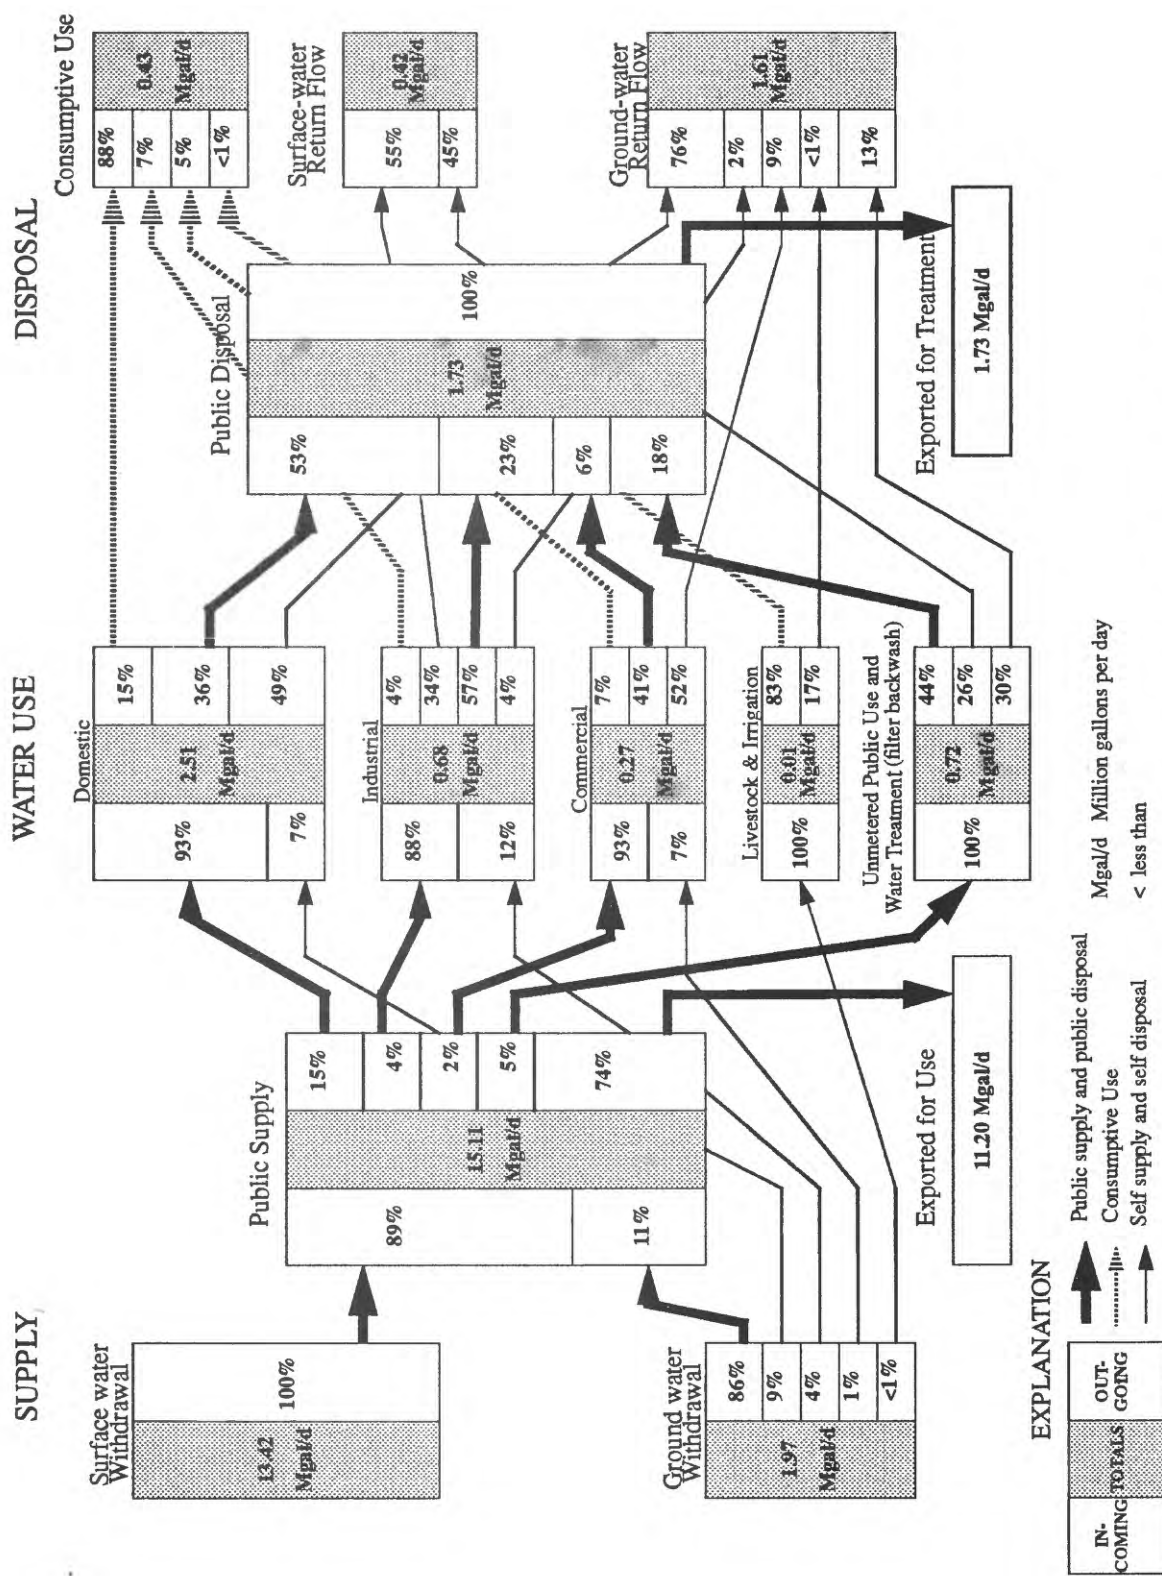 SUPPLY
WATER USE
DISPOSAL
Surface water
Withdrawal
13.42
Mgal/d
100%
Ground water
Withdrawal
1.97
Mgal/d
86%
9%
4%
1%
<1%
Public Supply
89%
11%
15.11
Mgal/d
15%
4%
2%
5%
74%
Exported for Use
11.20 Mgal/d
Domestic
93%
7%
2.51
Mgal/d
15%
36%
49%
Industrial
88%
12%
0.68
Mgal/d
4%
34%
57%
4%
Commercial
93%
7%
0.27
Mgal/d
7%
41%
52%
Livestock & Irrigation
100%
0.01
Mgal/d
83%
17%
Unmetered Public Use and
Water Treatment (filter backwash)
100%
0.72
Mgal/d
44%
26%
30%
Public Disposal
53%
23%
6%
18%
1.73
Mgal/d
100%
Exported for Treatment
1.73 Mgal/d
Consumptive Use
88%
7%
5%
<1%
0.43
Mgal/d
Surface-water
Return Flow
55%
45%
0.42
Mgal/d
Ground-water
Return Flow
76%
2%
9%
<1%
13%
1.61
Mgal/d
EXPLANATION
IN-
COMING
TOTALS
OUT-
GOING
Public supply and public disposal
Consumptive Use
Self supply and self disposal
Mgal/d Million gallons per day
< less than